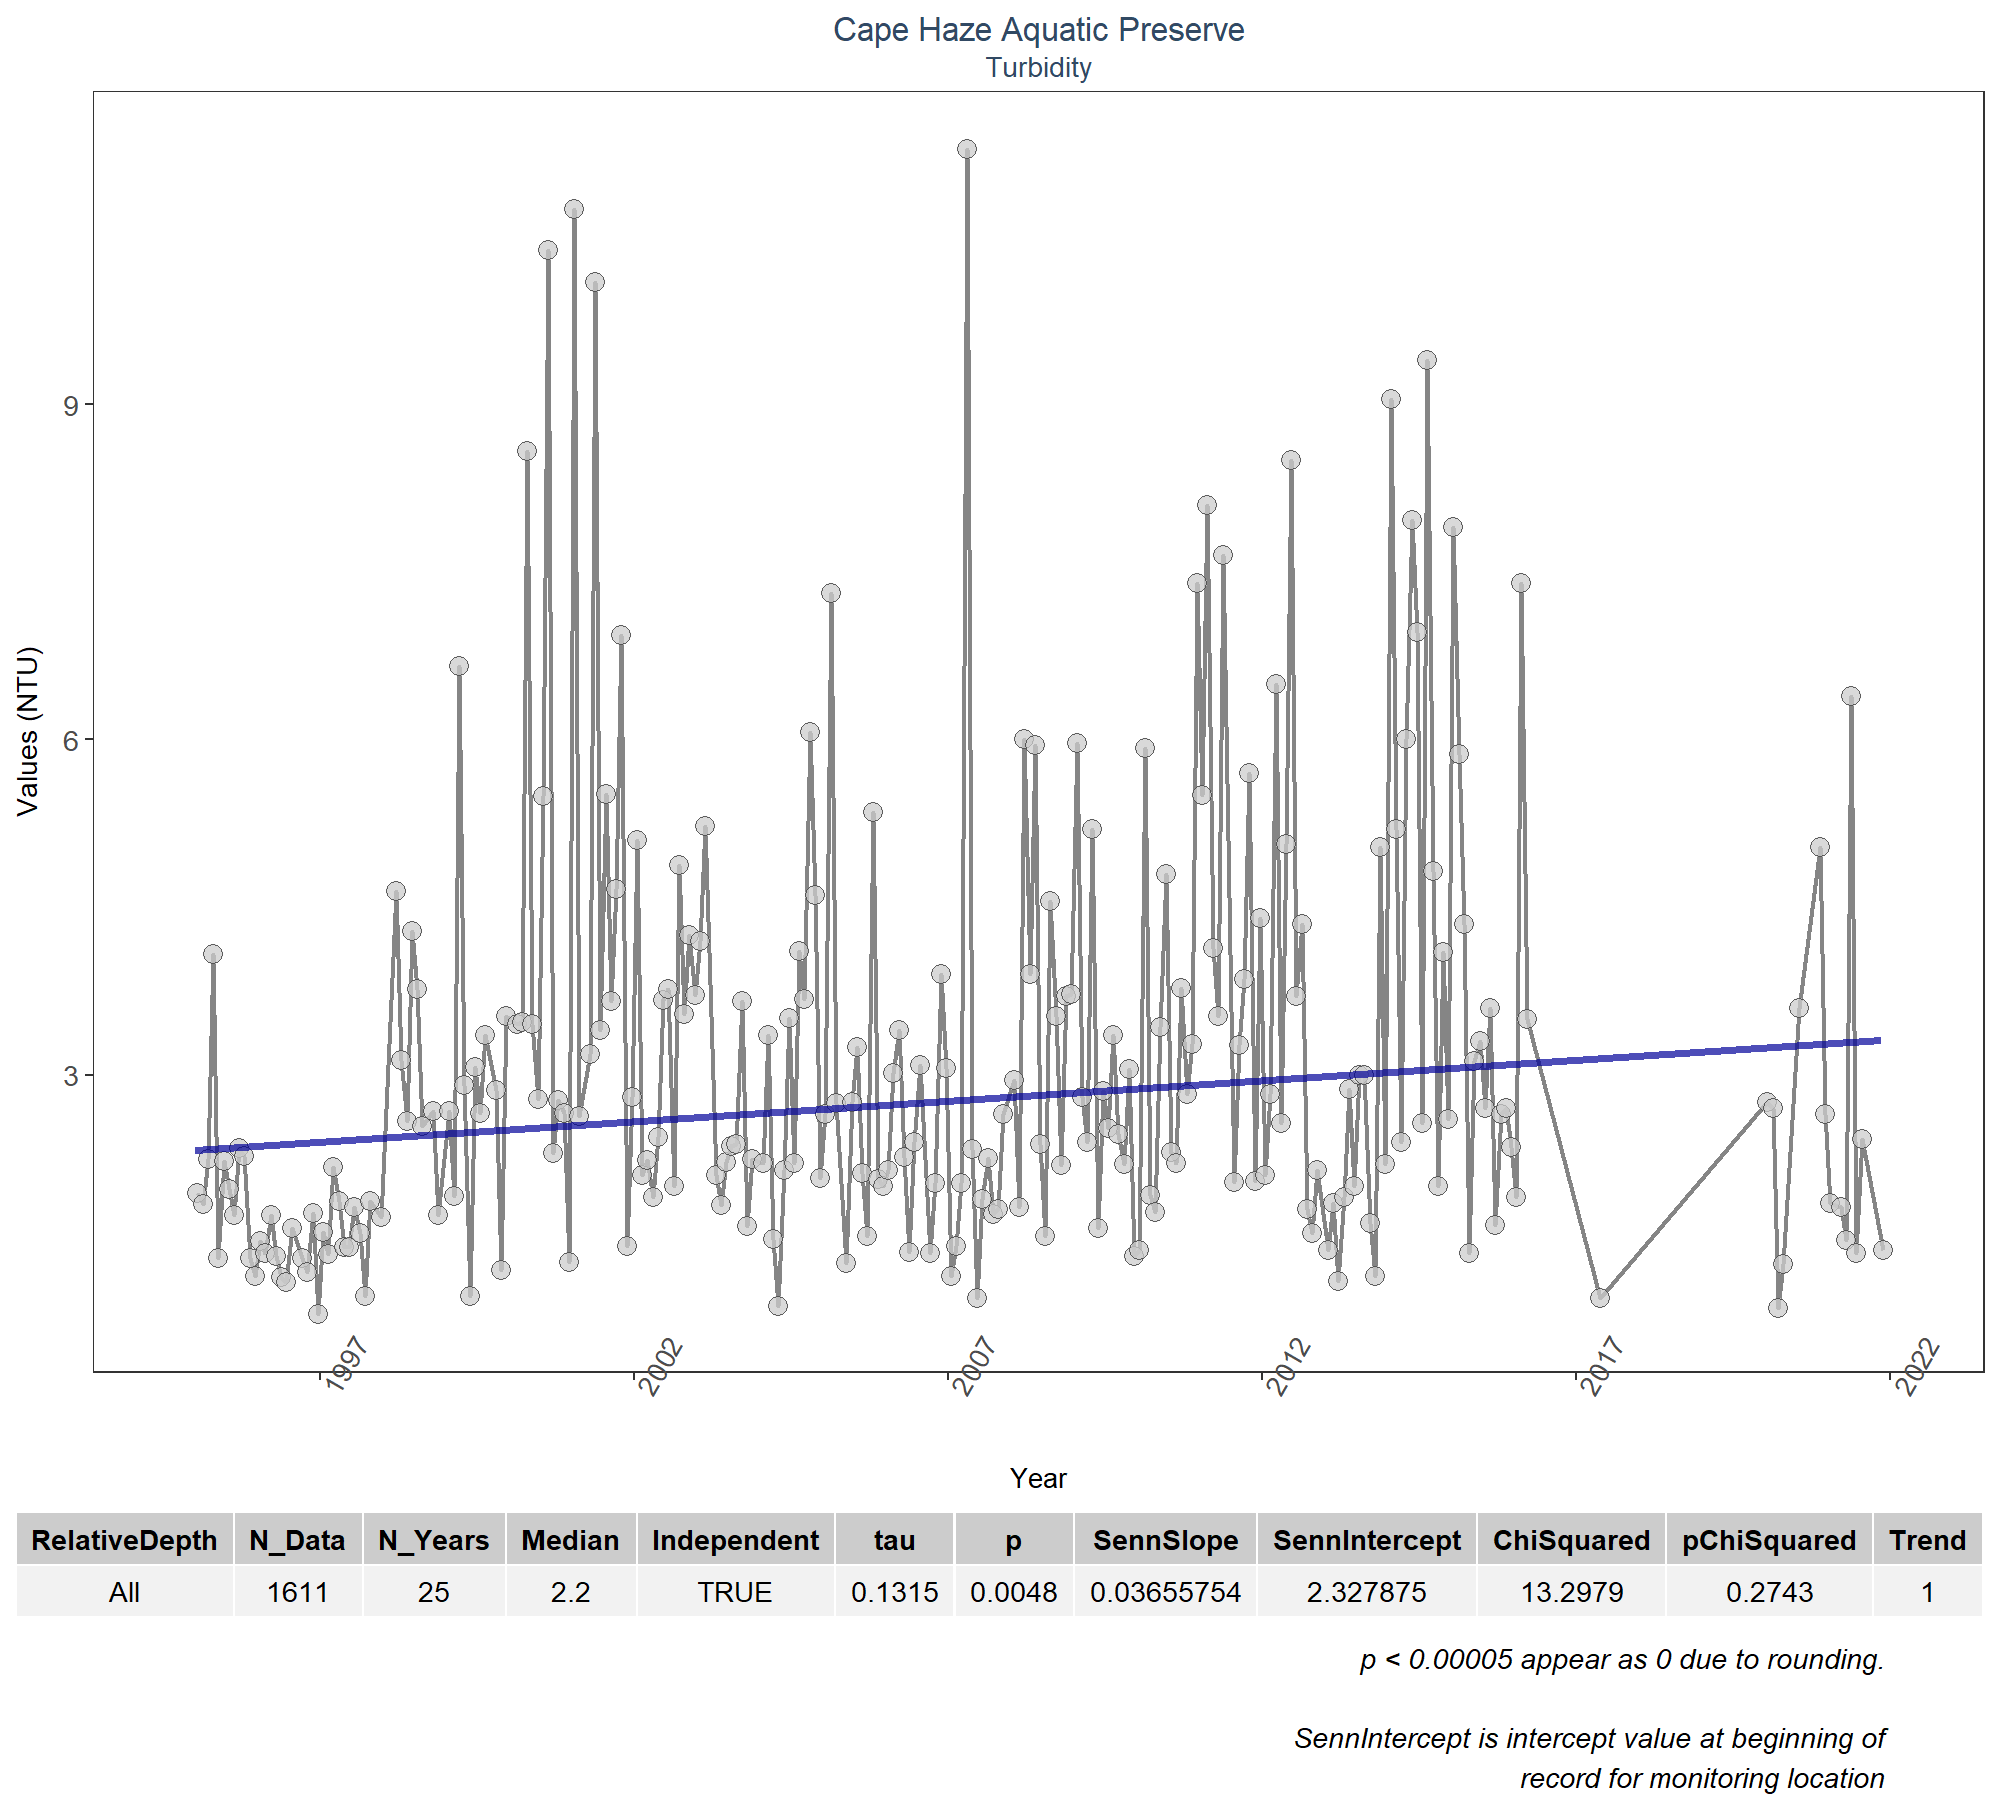 Cape Haze Aquatic Preserve
Turbidity
Values (NTU)
9
6
3
1997
2002
2007
2012
2017
2022
Year
RelativeDepth N_Data N_Years Median Independent tau p SennSlope SennIntercept ChiSquared pChiSquared Trend
All 1611 25 2.2 TRUE 0.1315 0.0048 0.03655754 2.327875 13.2979 0.2743 1
p < 0.00005 appear as 0 due to rounding.
SennIntercept is intercept value at beginning of
record for monitoring location